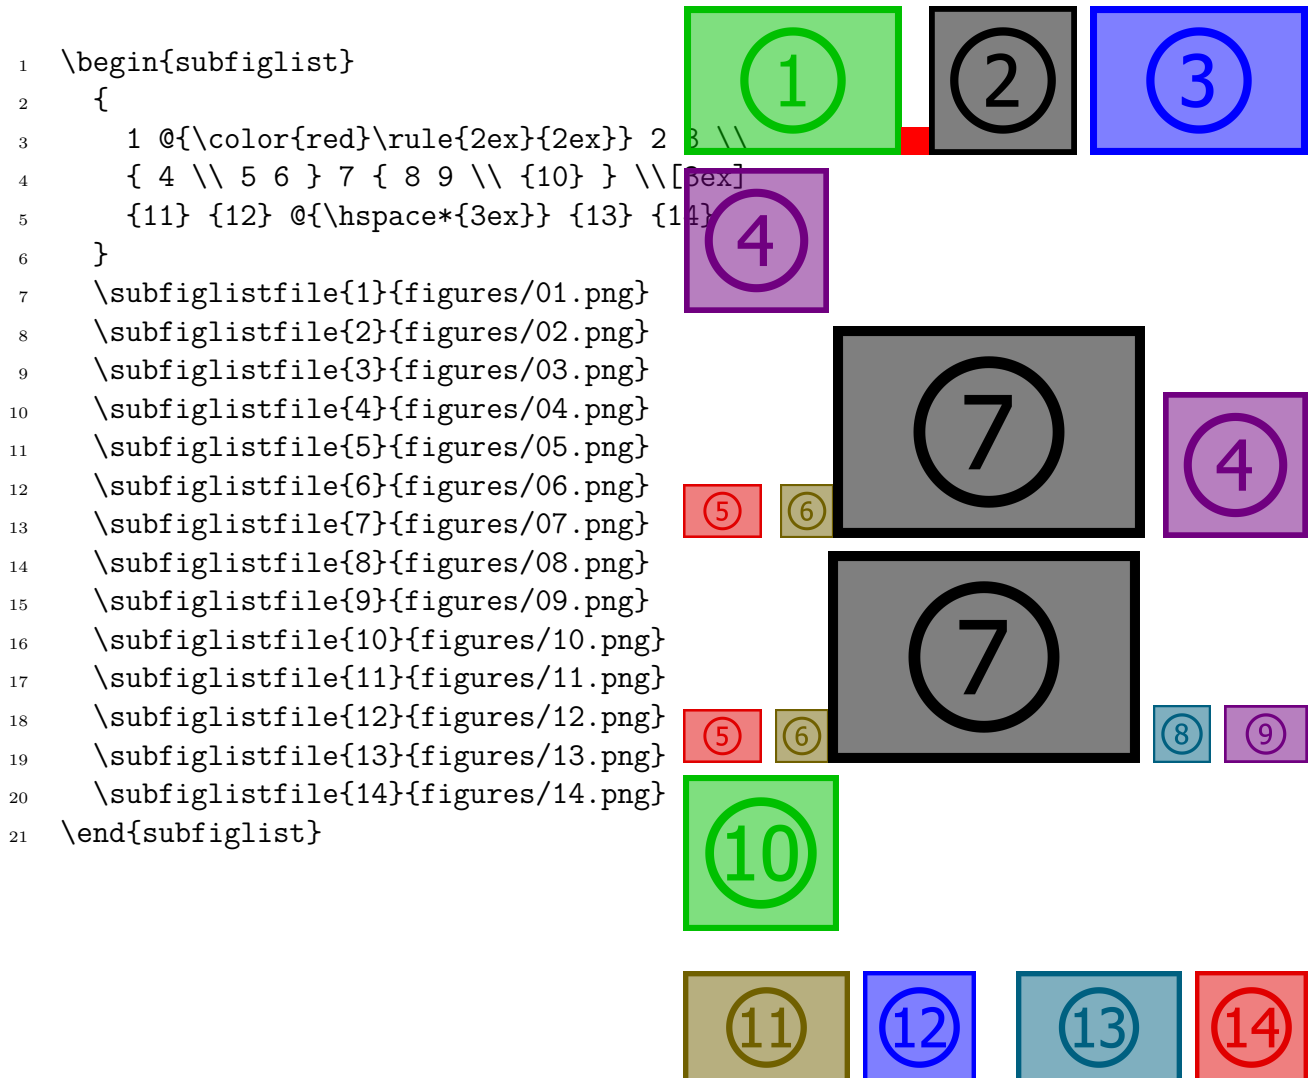 1 \begin{subfiglist}
2 {
3 1 @{\color{red}\rule{2ex}{2ex}} 2 3 \\
4 { 4 \\ 5 6 } 7 { 8 9 \\ {10} } \\[3ex]
5 {11} {12} @{\hspace*{3ex}} {13} {14}
6 }
7 \subfiglistfile{1}{figures/01.png}
8 \subfiglistfile{2}{figures/02.png}
9 \subfiglistfile{3}{figures/03.png}
10 \subfiglistfile{4}{figures/04.png}
11 \subfiglistfile{5}{figures/05.png}
12 \subfiglistfile{6}{figures/06.png}
13 \subfiglistfile{7}{figures/07.png}
14 \subfiglistfile{8}{figures/08.png}
15 \subfiglistfile{9}{figures/09.png}
16 \subfiglistfile{10}{figures/10.png}
17 \subfiglistfile{11}{figures/11.png}
18 \subfiglistfile{12}{figures/12.png}
19 \subfiglistfile{13}{figures/13.png}
20 \subfiglistfile{14}{figures/14.png}
21 \end{subfiglist}
1 2 3
4
5 6 7 4
5 6 7 8 9
10
11 12 13 14